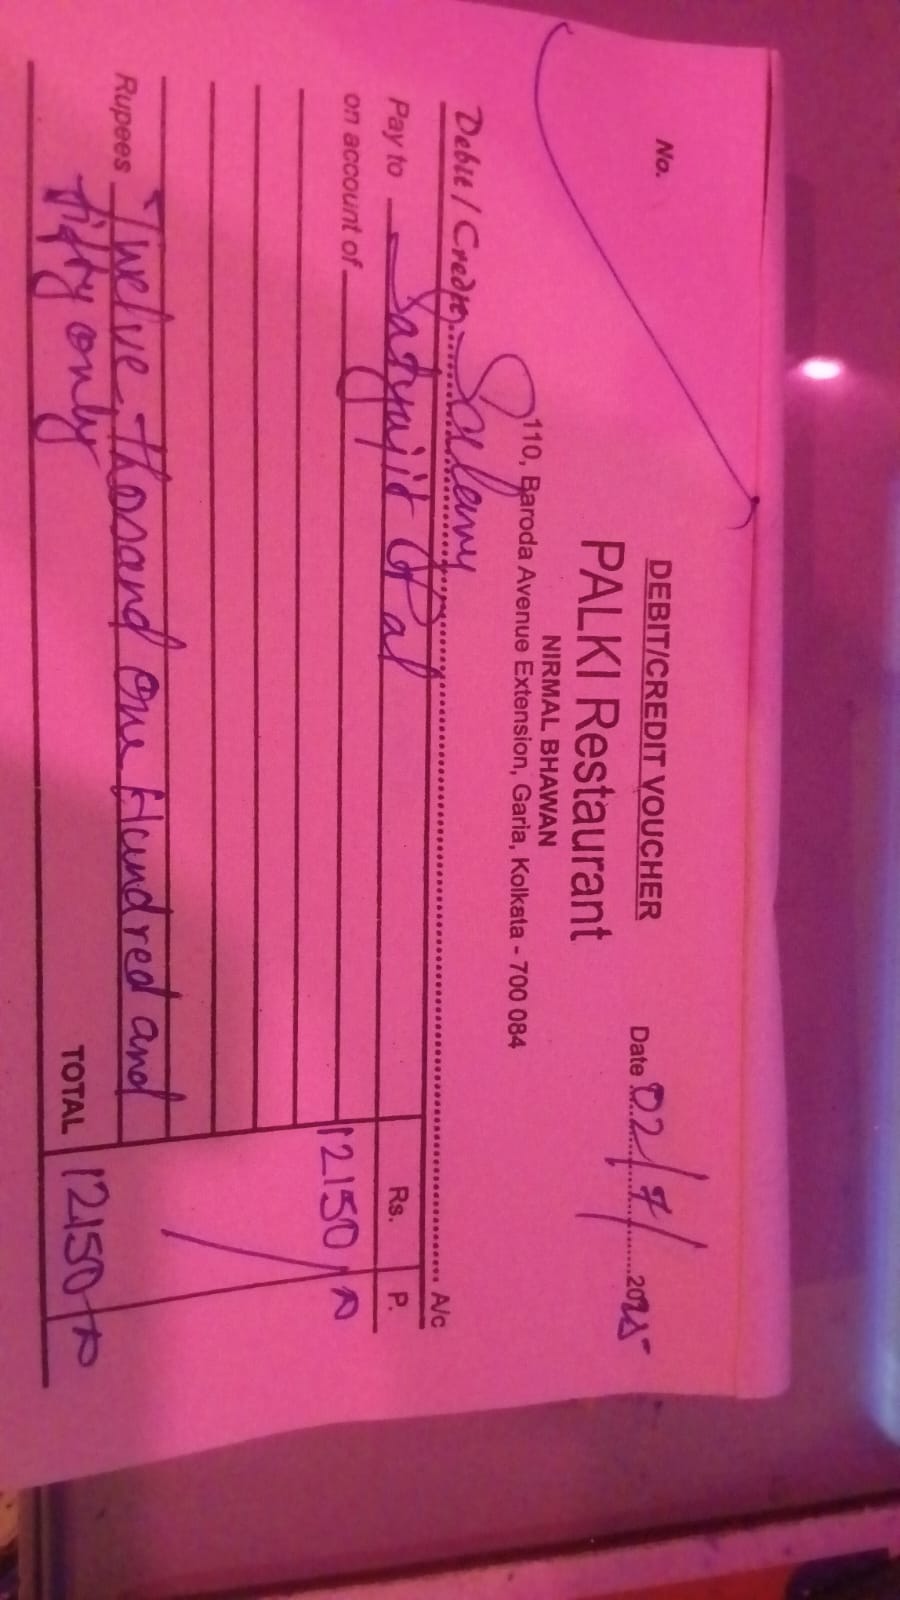 DEBIT/CREDIT VOUCHER
No.
Date 02/7/2025
PALKI Restaurant
NIRMAL BHAWAN
110, Baroda Avenue Extension, Garia, Kolkata - 700 084
Debit / Credit Salary A/c
Pay to Satyajit Pal Rs. P.
on account of 12150
Rupees Twelve Thosand one Hundred and
fifty only
TOTAL 12150